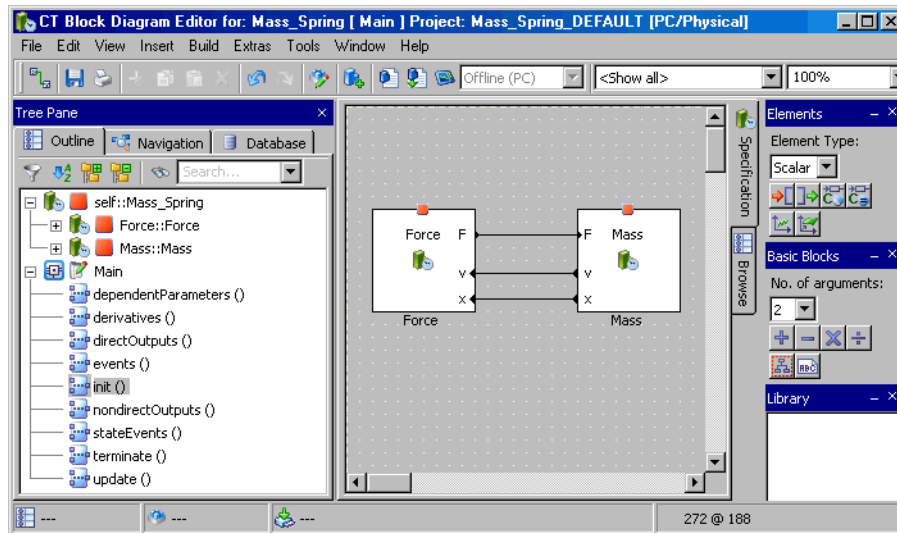 CT Block Diagram Editor for: Mass_Spring [ Main ] Project: Mass_Spring_DEFAULT [PC/Physical]
File Edit View Insert Build Extras Tools Window Help
Offline (PC) <Show all> 100%
Tree Pane
Outline Navigation Database
Search...
self::Mass_Spring
Force::Force
Mass::Mass
Main
dependentParameters ()
derivatives ()
directOutputs ()
events ()
init ()
nondirectOutputs ()
stateEvents ()
terminate ()
update ()
Force F
V
X
Force
F Mass
V
X
Mass
Specification
Browse
Elements
Element Type:
Scalar
Basic Blocks
No. of arguments:
2
ABC
Library
--- --- --- 272 @ 188